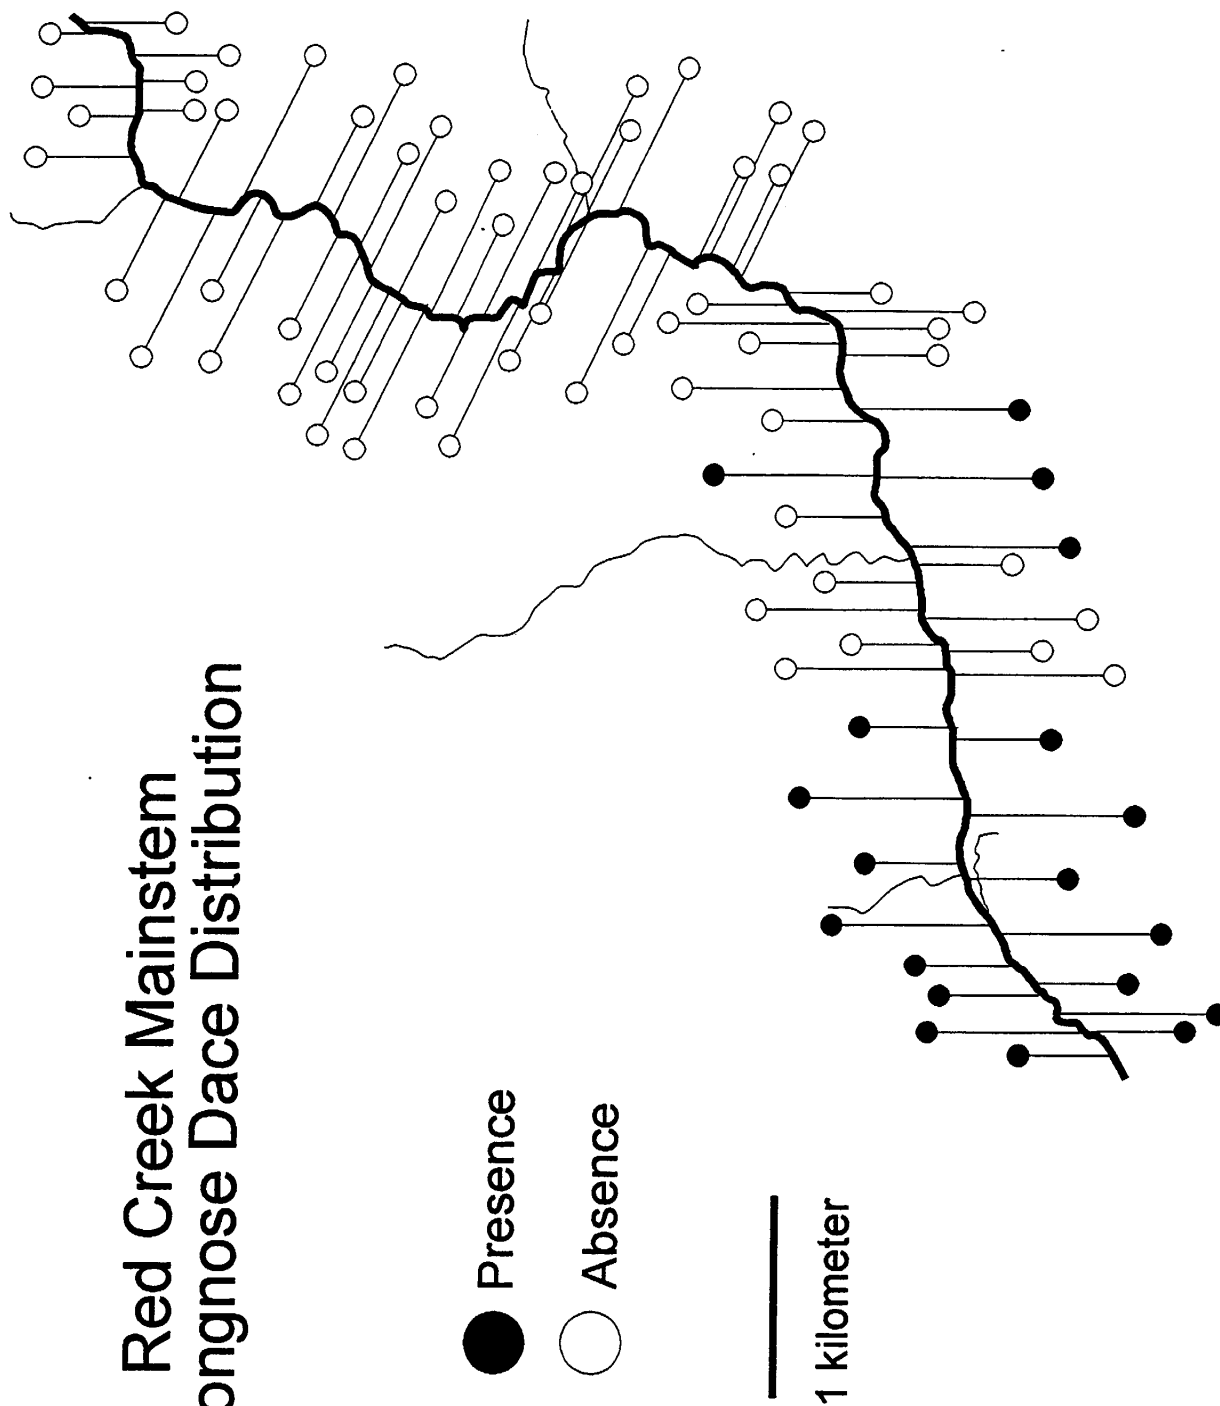 Red Creek Mainstem
ongnose Dace Distribution
Presence
Absence
1 kilometer